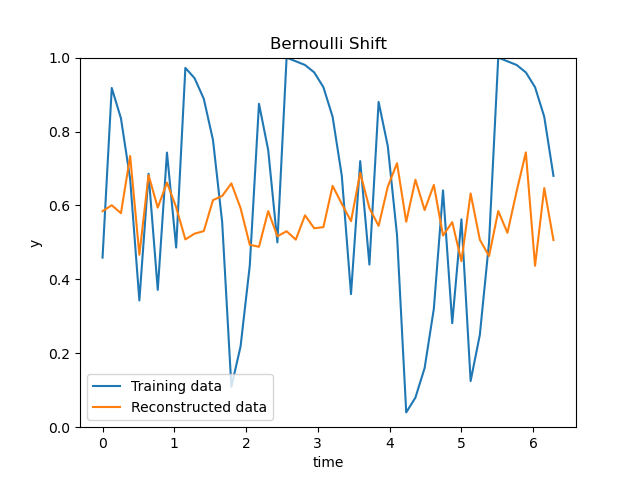 Bernoulli Shift
1.0
0.8
0.6
0.4
0.2
0.0
y
Training data
Reconstructed data
0 1 2 3 4 5 6
time